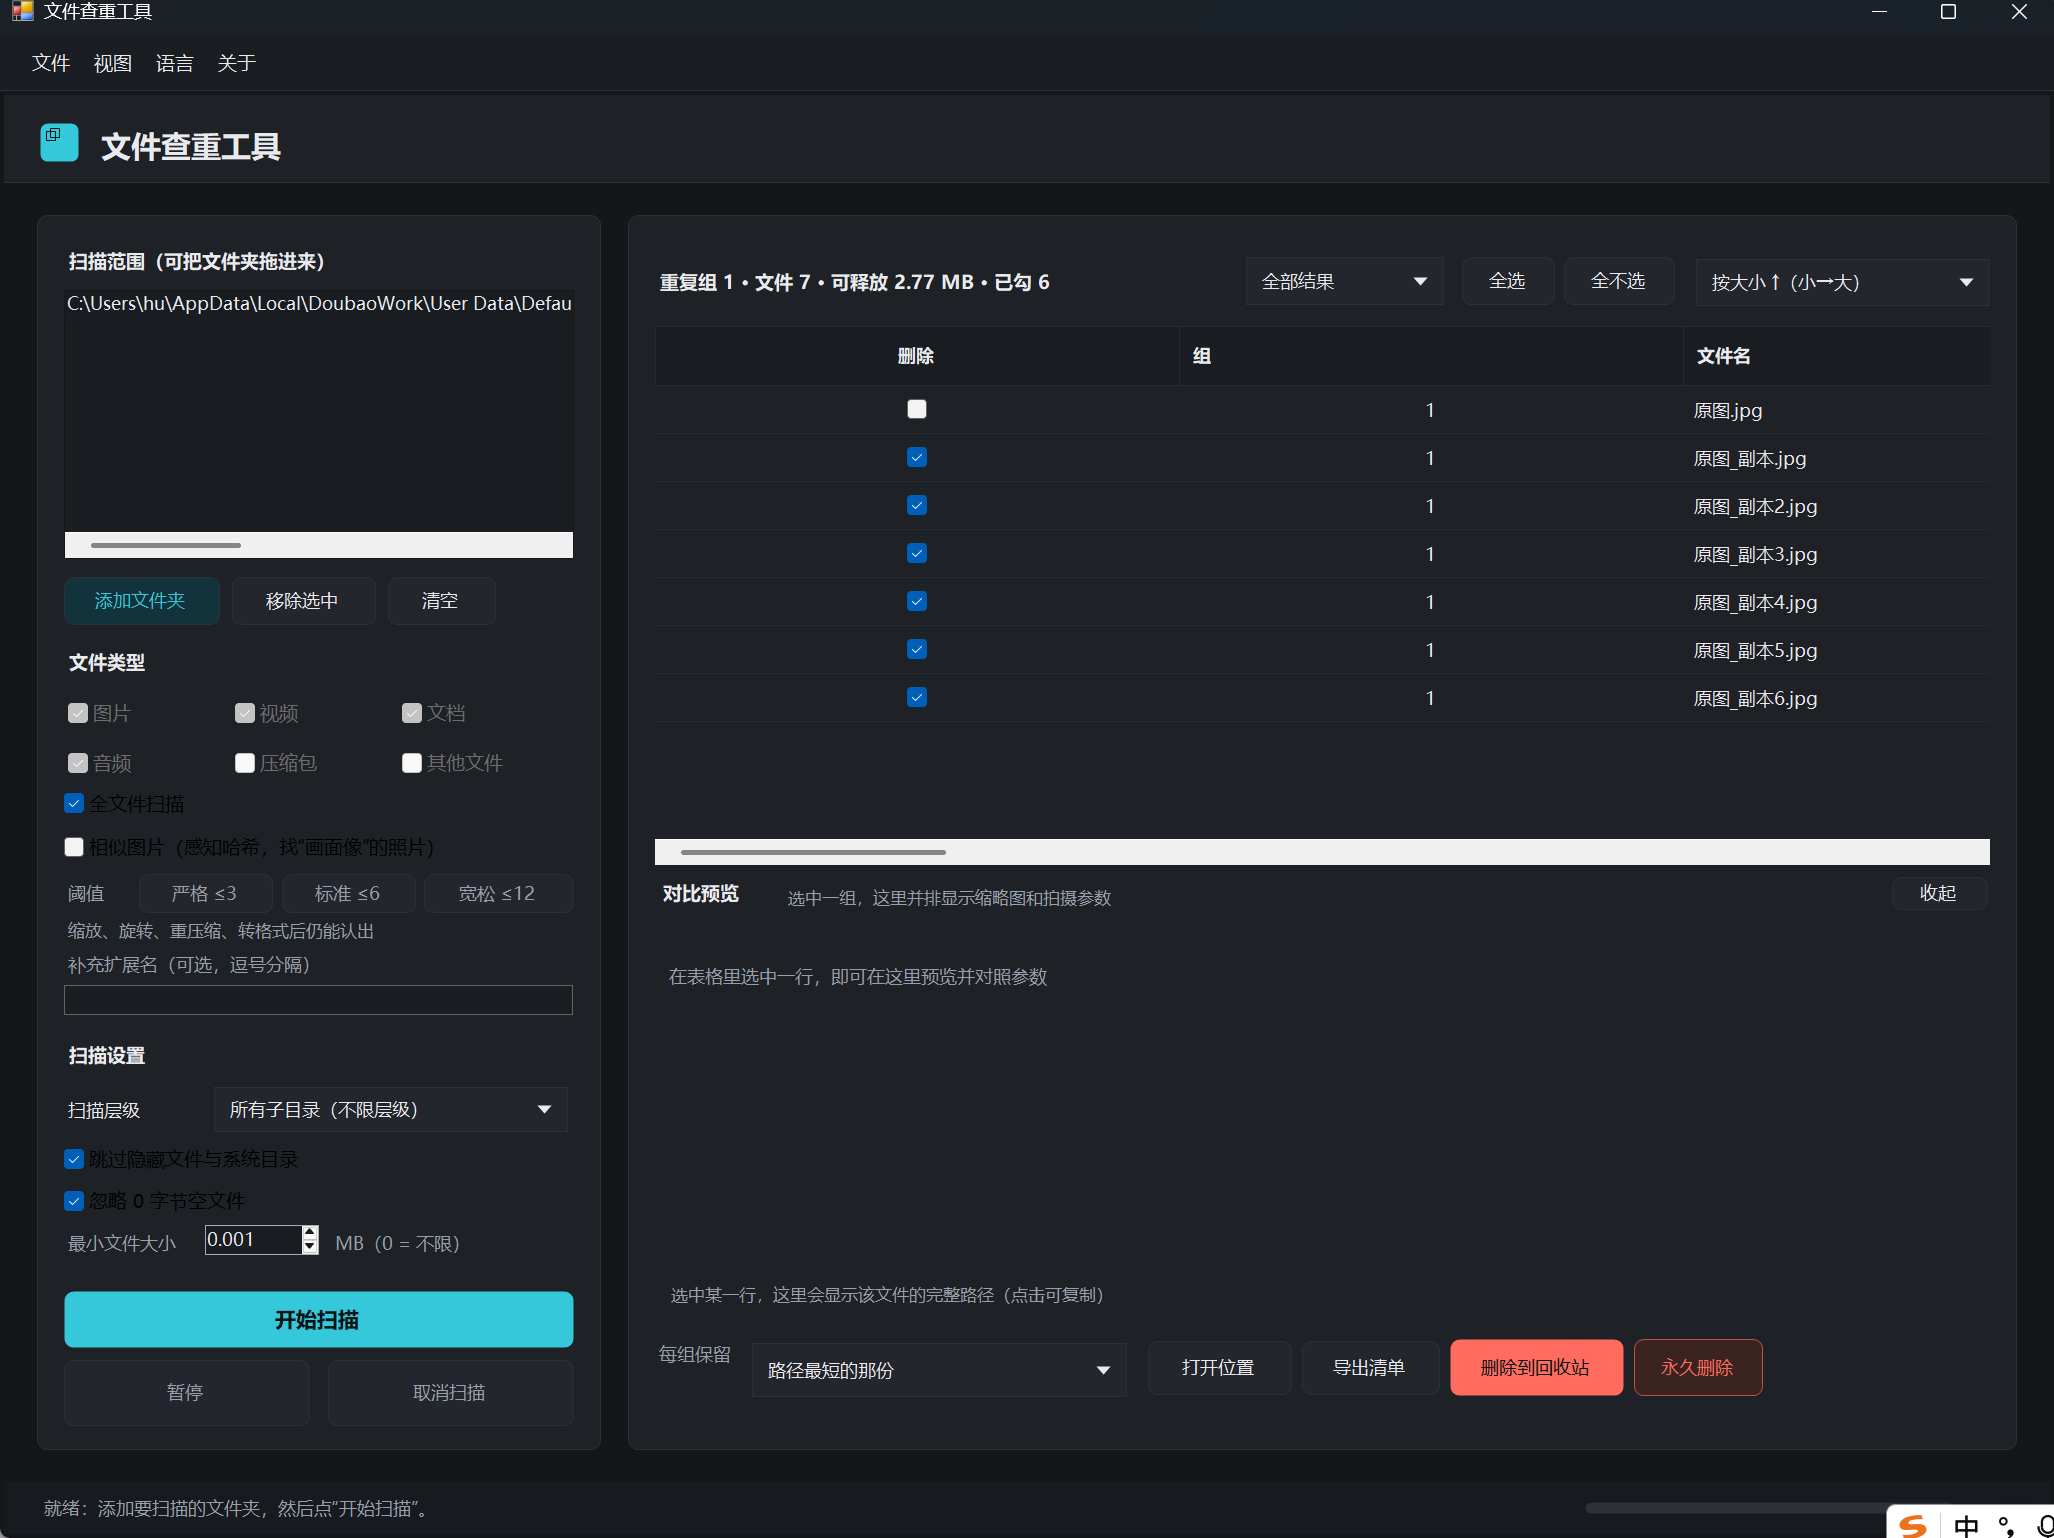 文件查重工具
文件 视图 语言 关于
文件查重工具
扫描范围（可把文件夹拖进来）
C:\Users\hu\AppData\Local\DoubaoWork\User Data\Defau
添加文件夹 移除选中 清空
文件类型
图片 视频 文档
音频 压缩包 其他文件
全文件扫描
相似图片（感知哈希，找“画面像”的照片）
阈值 严格 ≤3 标准 ≤6 宽松 ≤12
缩放、旋转、重压缩、转格式后仍能认出
补充扩展名（可选，逗号分隔）
扫描设置
扫描层级 所有子目录（不限层级）
跳过隐藏文件与系统目录
忽略 0 字节空文件
最小文件大小 0.001 MB（0 = 不限）
开始扫描
暂停 取消扫描
重复组 1 · 文件 7 · 可释放 2.77 MB · 已勾 6
全部结果 全选 全不选 按大小 ↑（小→大）
删除 组 文件名
1 原图.jpg
1 原图_副本.jpg
1 原图_副本2.jpg
1 原图_副本3.jpg
1 原图_副本4.jpg
1 原图_副本5.jpg
1 原图_副本6.jpg
对比预览 选中一组，这里并排显示缩略图和拍摄参数 收起
在表格里选中一行，即可在这里预览并对照参数
选中某一行，这里会显示该文件的完整路径（点击可复制）
每组保留 路径最短的那份 打开位置 导出清单 删除到回收站 永久删除
就绪：添加要扫描的文件夹，然后点“开始扫描”。
S 中 °,